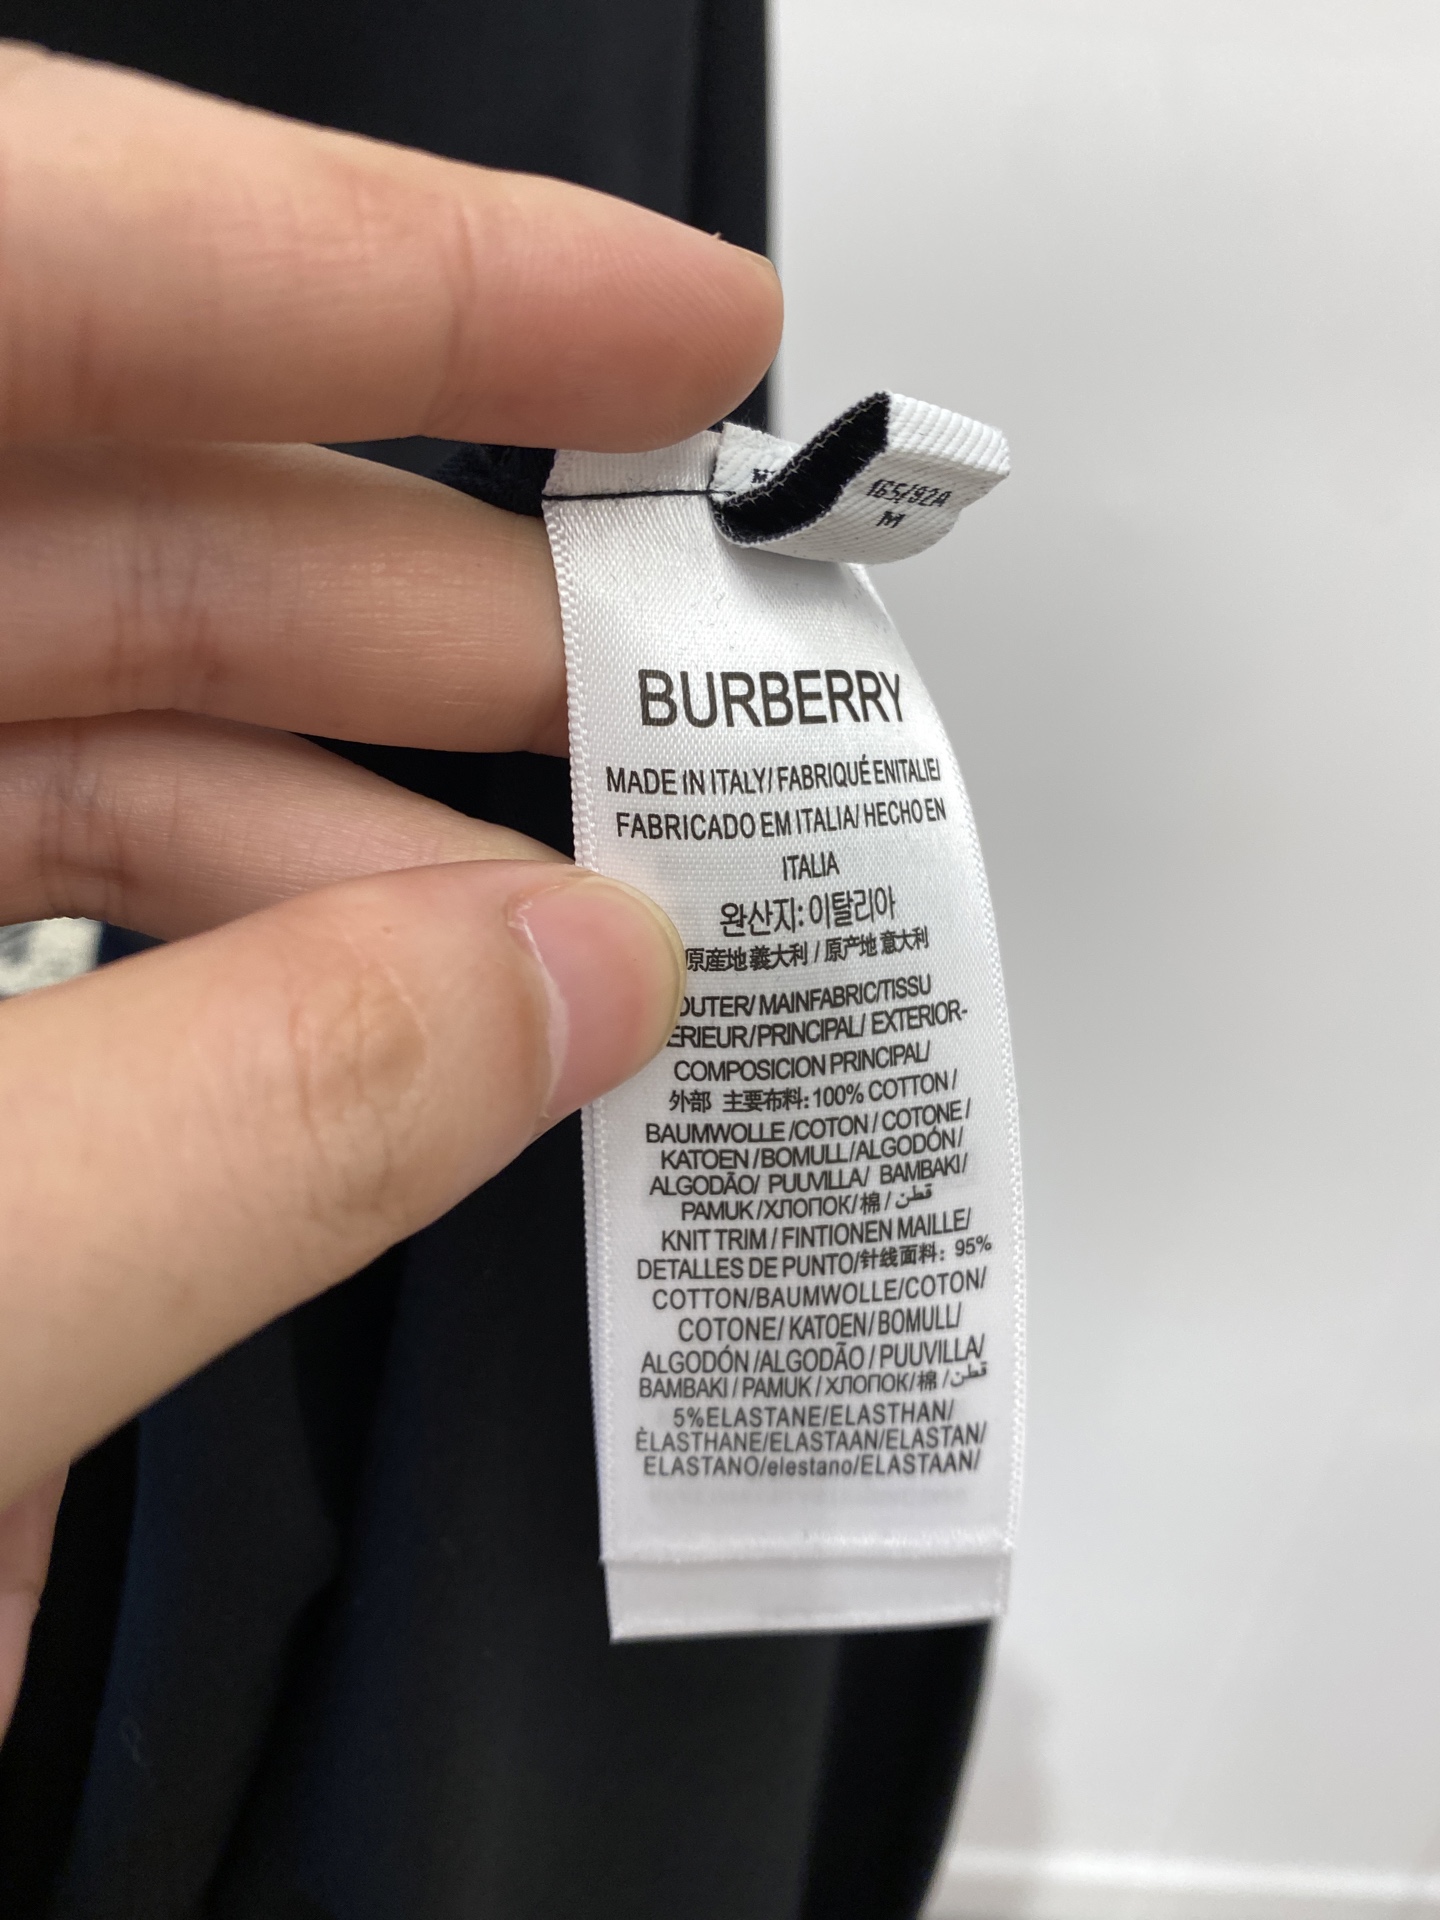 165/92A
M
BURBERRY
MADE IN ITALY/ FABRIQUÉ ENITALIE/
FABRICADO EM ITALIA/ HECHO EN
ITALIA
완산지: 이탈리아
原産地 義大利 / 原产地 意大利
OUTER/ MAINFABRIC/TISSU
ERIEUR/PRINCIPAL/ EXTERIOR-
COMPOSICION PRINCIPAL/
外部 主要布料: 100% COTTON /
BAUMWOLLE /COTON / COTONE /
KATOEN /BOMULL/ALGODÓN/
ALGODÃO/ PUUVILLA/ BAMBAKI/
PAMUK /ХЛОПОК/ 棉 / قطن
KNIT TRIM / FINTIONEN MAILLE/
DETALLES DE PUNTO/针线面料: 95%
COTTON/BAUMWOLLE/COTON/
COTONE/ KATOEN/ BOMULL/
ALGODÓN /ALGODÃO / PUUVILLA/
BAMBAKI / PAMUK / ХЛОПОК/ 棉 / قطن
5%ELASTANE/ELASTHAN/
ÈLASTHANE/ELASTAAN/ELASTAN/
ELASTANO/elestano/ELASTAAN/